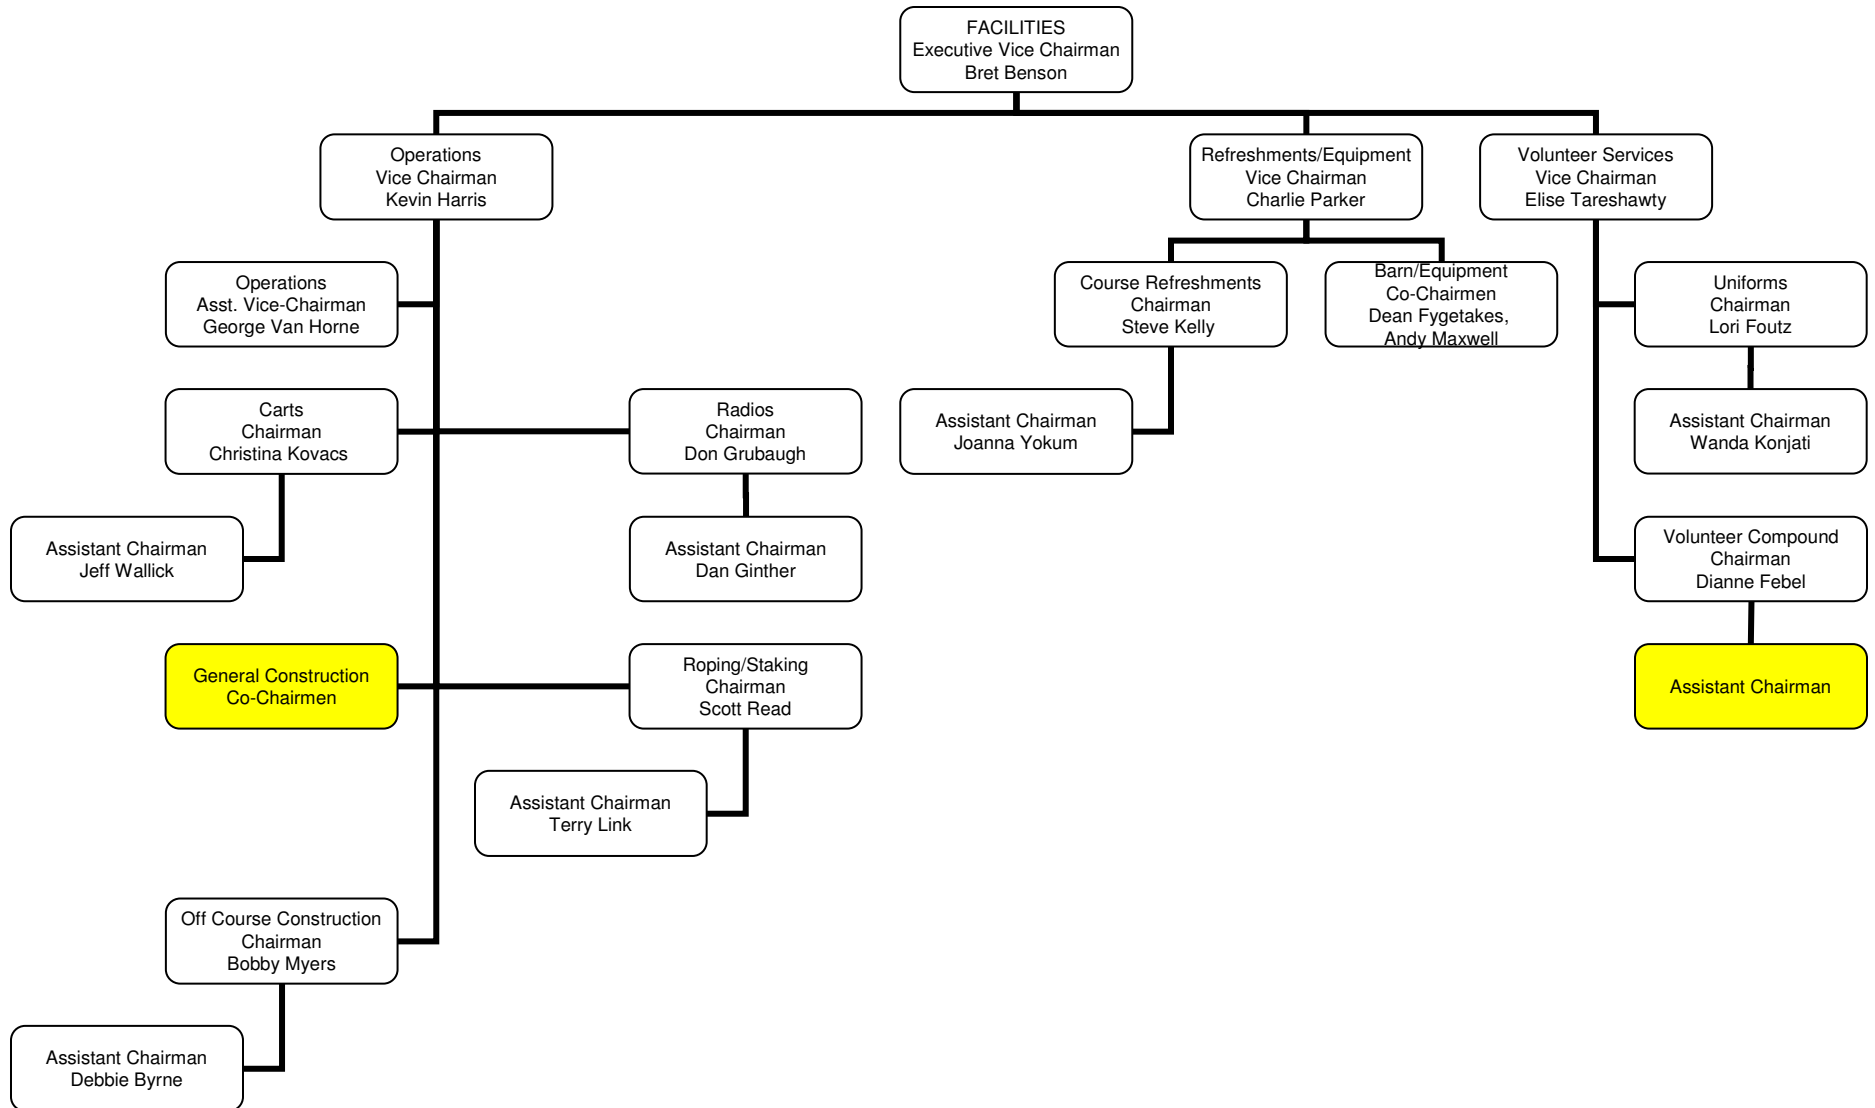 FACILITIES
Executive Vice Chairman
Bret Benson
Operations
Vice Chairman
Kevin Harris
Refreshments/Equipment
Vice Chairman
Charlie Parker
Volunteer Services
Vice Chairman
Elise Tareshawty
Operations
Asst. Vice-Chairman
George Van Horne
Course Refreshments
Chairman
Steve Kelly
Barn/Equipment
Co-Chairmen
Dean Fygetakes,
Andy Maxwell
Uniforms
Chairman
Lori Foutz
Carts
Chairman
Christina Kovacs
Radios
Chairman
Don Grubaugh
Assistant Chairman
Joanna Yokum
Assistant Chairman
Wanda Konjati
Assistant Chairman
Jeff Wallick
Assistant Chairman
Dan Ginther
Volunteer Compound
Chairman
Dianne Febel
General Construction
Co-Chairmen
Roping/Staking
Chairman
Scott Read
Assistant Chairman
Assistant Chairman
Terry Link
Off Course Construction
Chairman
Bobby Myers
Assistant Chairman
Debbie Byrne